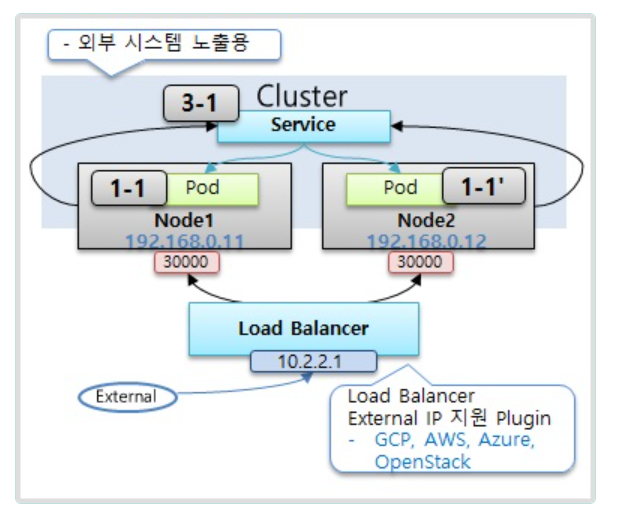 - 외부 시스템 노출용
3-1
Cluster
Service
1-1
Pod
Pod
1-1'
Node1
192.168.0.11
Node2
192.168.0.12
30000
30000
Load Balancer
10.2.2.1
External
Load Balancer
External IP 지원 Plugin
- GCP, AWS, Azure,
OpenStack